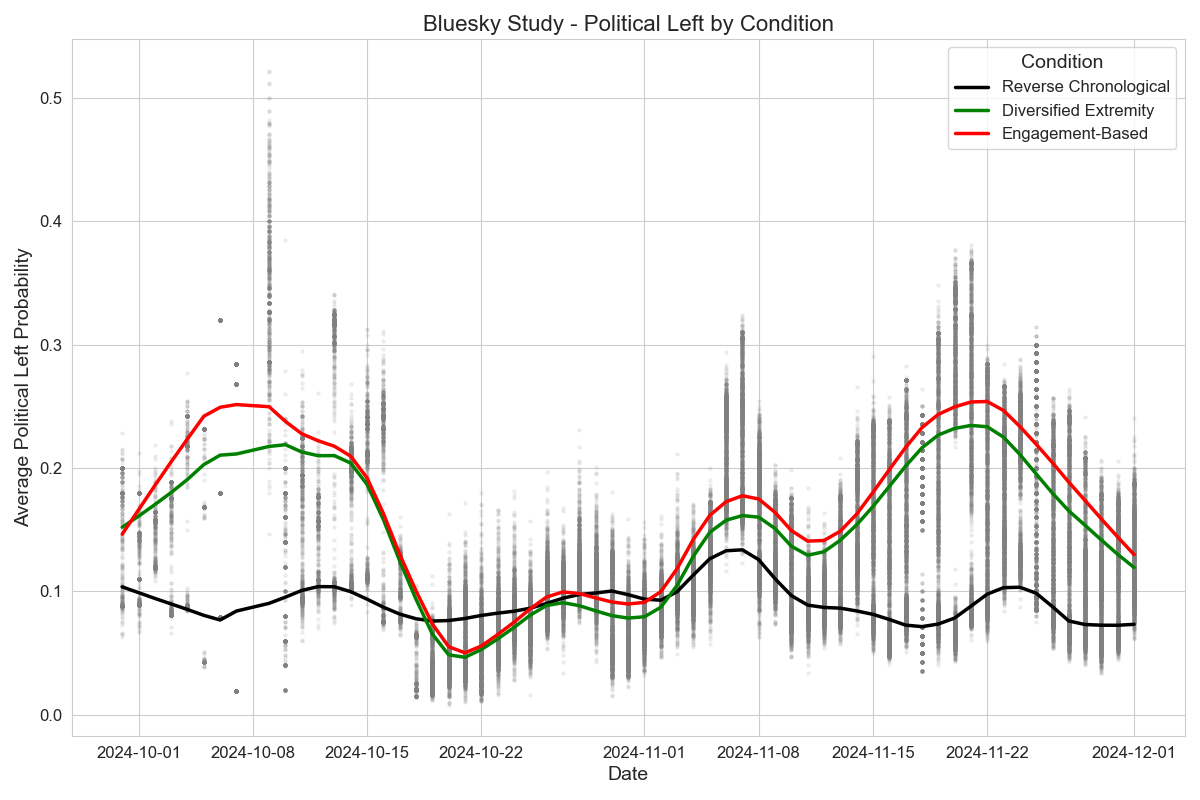 Bluesky Study - Political Left by Condition
Condition
Reverse Chronological
Diversified Extremity
Engagement-Based
Average Political Left Probability
0.5
0.4
0.3
0.2
0.1
0.0
2024-10-01
2024-10-08
2024-10-15
2024-10-22
2024-11-01
2024-11-08
2024-11-15
2024-11-22
2024-12-01
Date